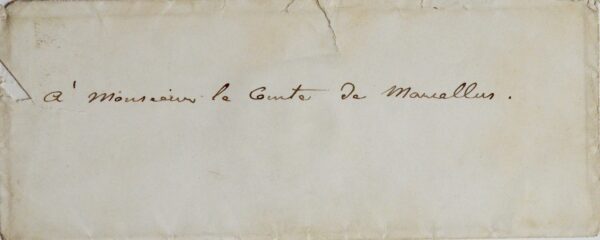 A' Monsieur le Comte de Marcellus.